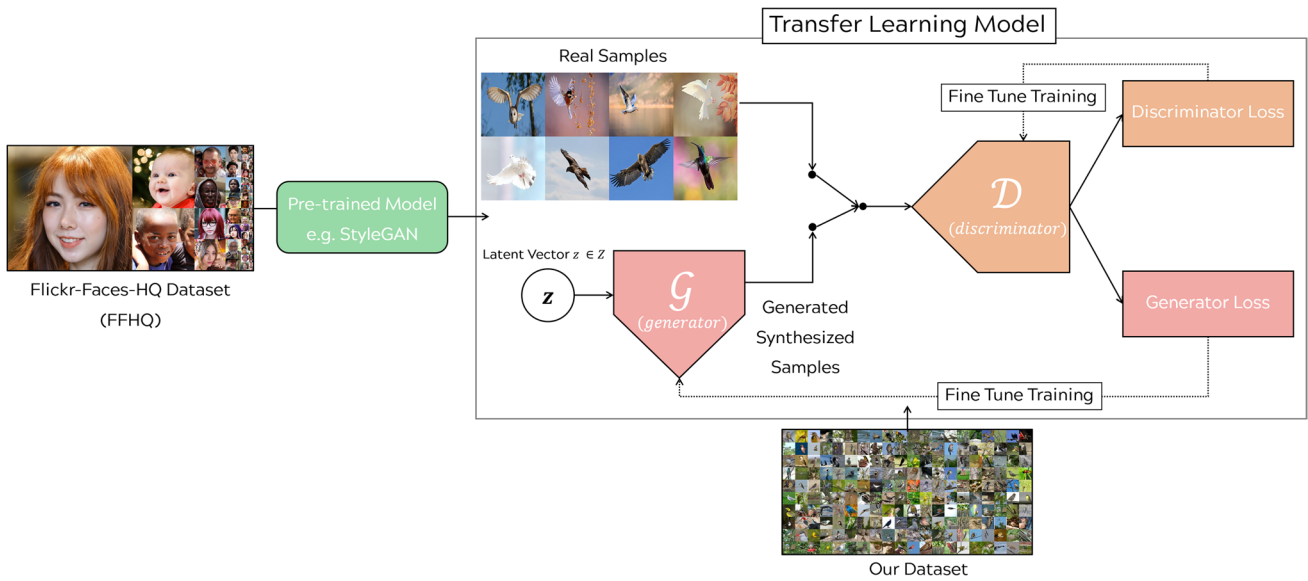 Transfer Learning Model
Real Samples
Fine Tune Training
Discriminator Loss
Pre-trained Model
e.g. StyleGAN
𝒟
(discriminator)
Latent Vector z ∈ Z
z
𝒢
(generator)
Flickr-Faces-HQ Dataset
(FFHQ)
Generated
Synthesized
Samples
Generator Loss
Fine Tune Training
Our Dataset